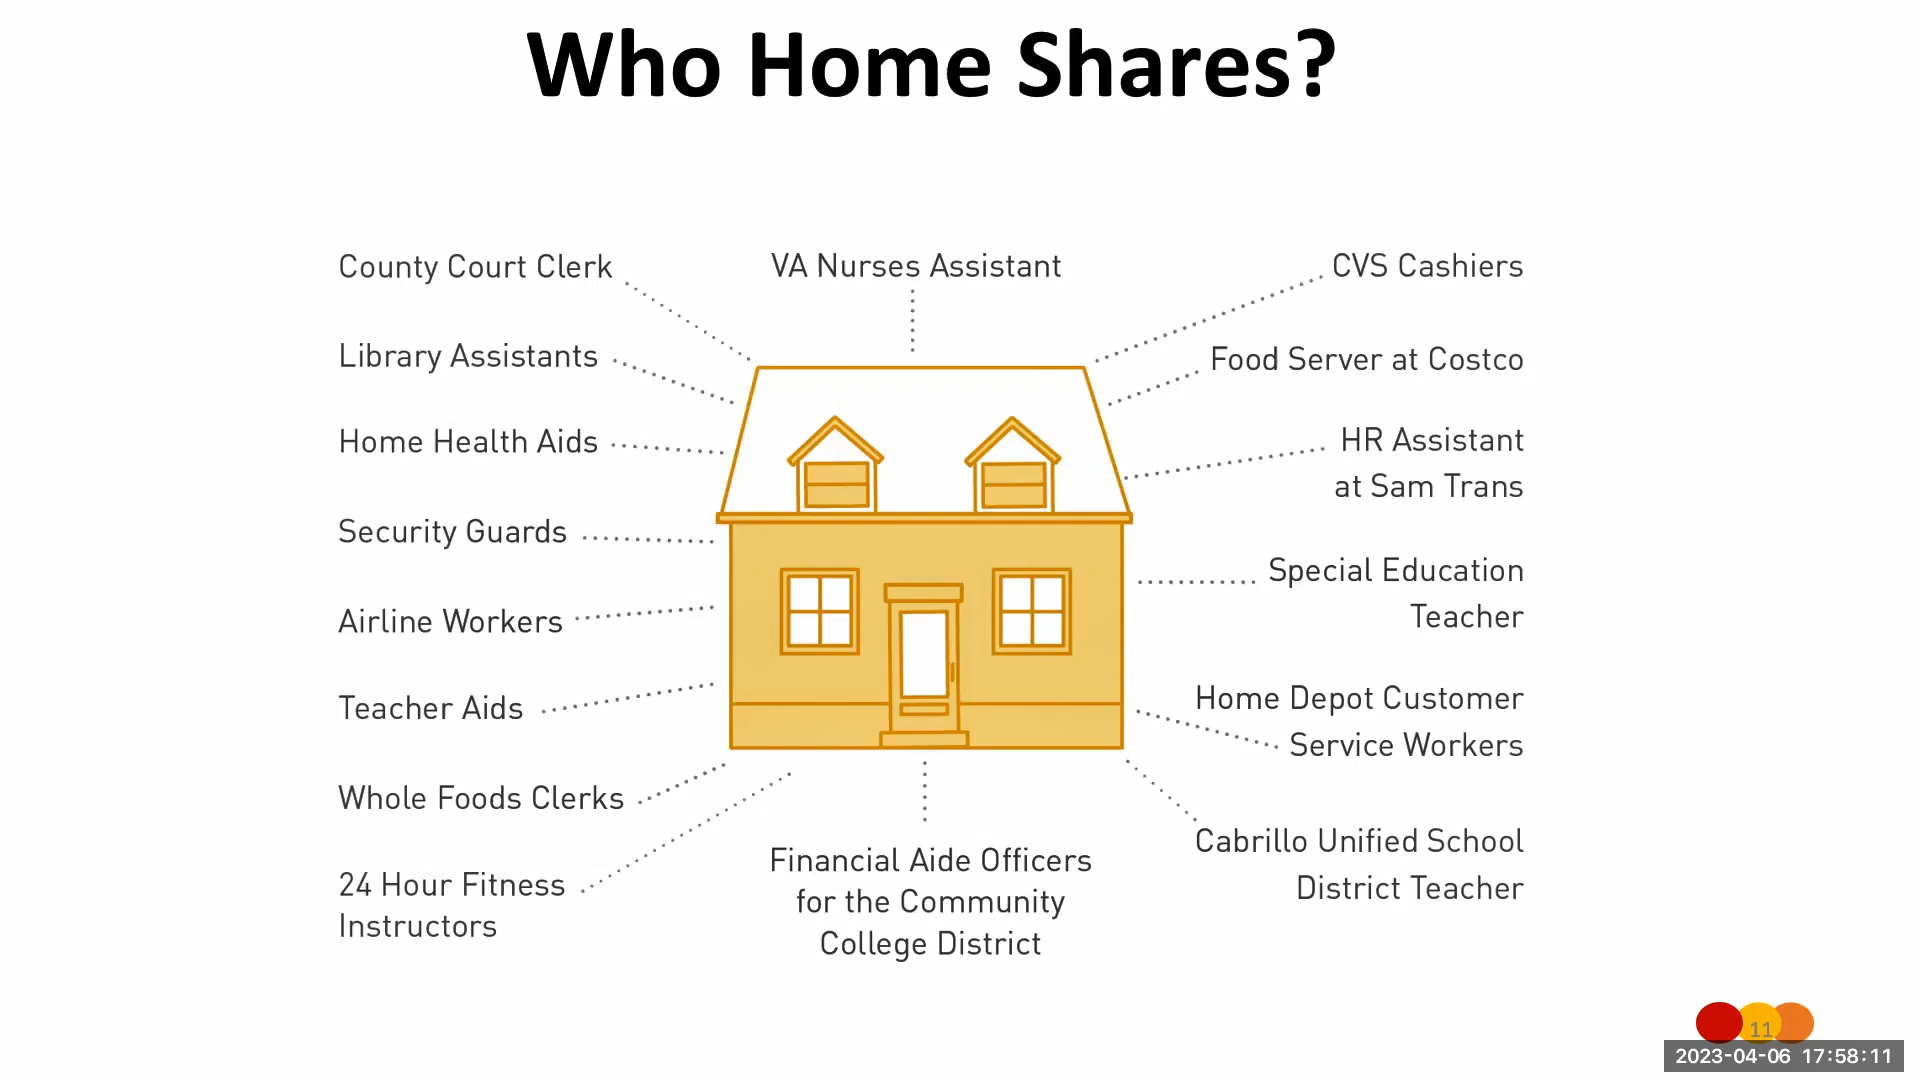 Who Home Shares?
County Court Clerk
VA Nurses Assistant
CVS Cashiers
Library Assistants
Food Server at Costco
Home Health Aids
HR Assistant
at Sam Trans
Security Guards
Special Education
Teacher
Airline Workers
Teacher Aids
Home Depot Customer
Service Workers
Whole Foods Clerks
Cabrillo Unified School
District Teacher
24 Hour Fitness
Instructors
Financial Aide Officers
for the Community
College District
11
2023-04-06 17:58:11